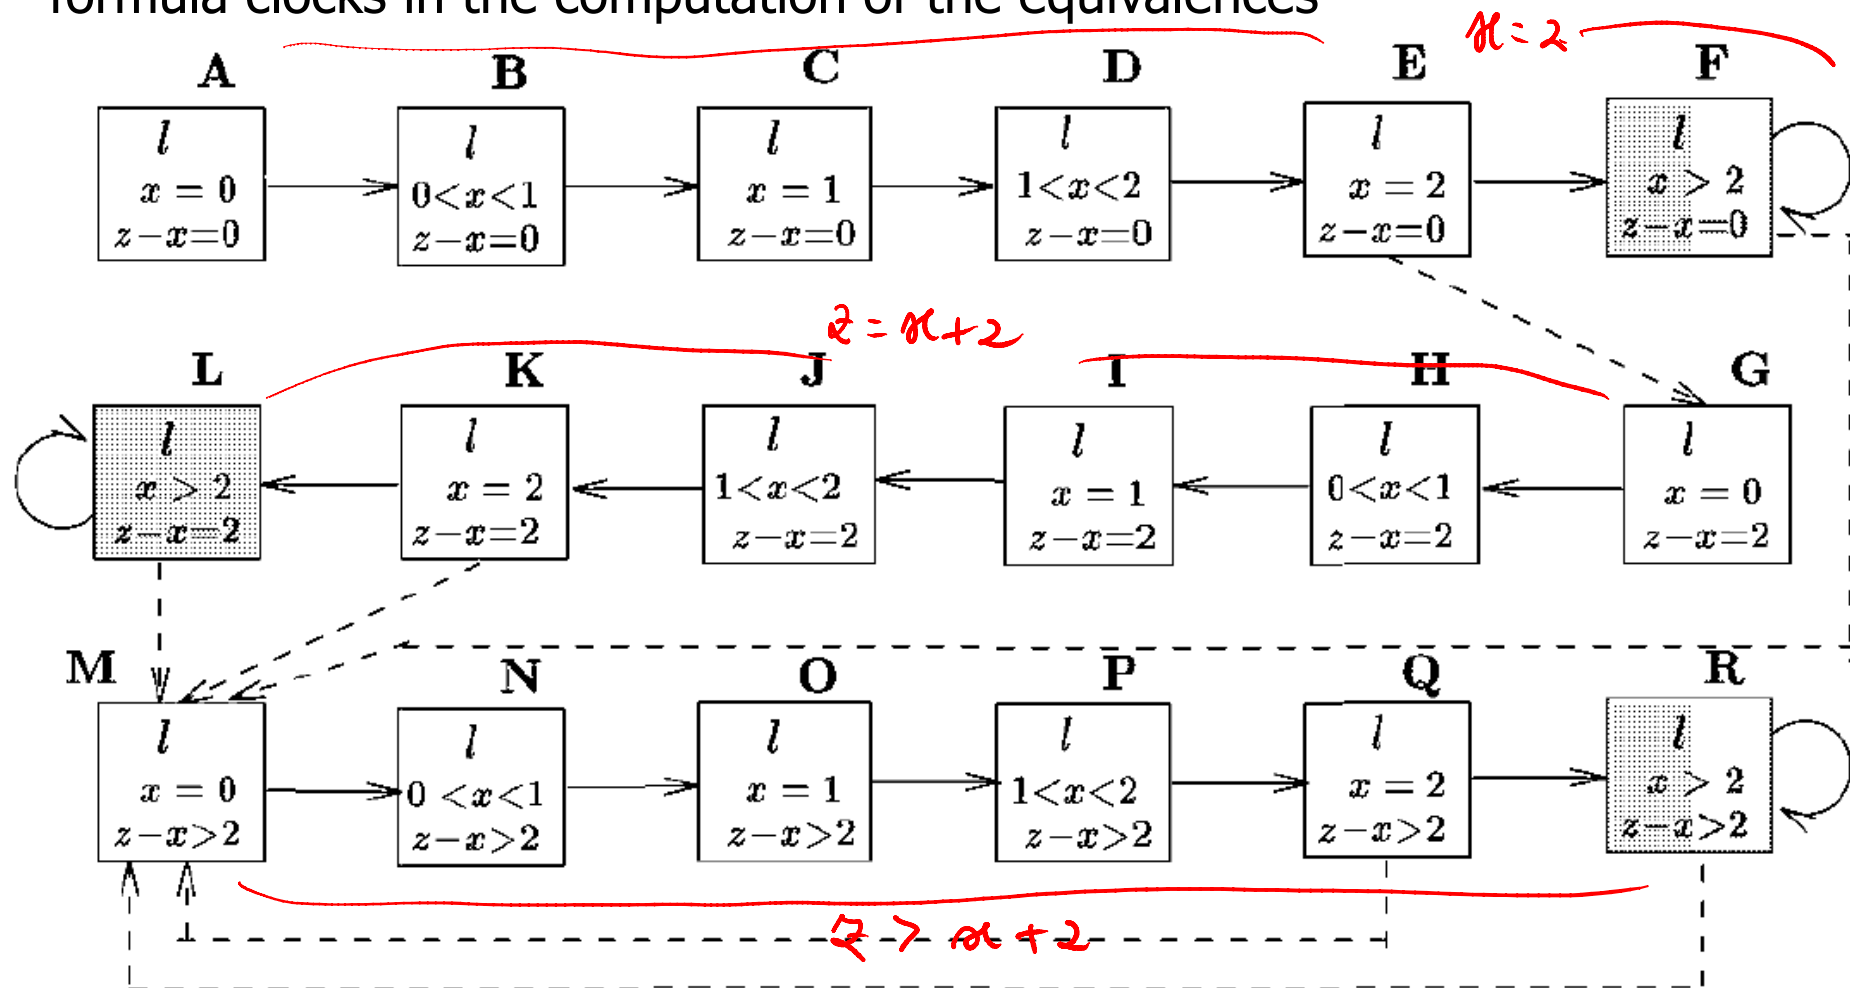 formula clocks in the computation of the equivalences
x = 2
A B C D E F
l l l l l l
x = 0 0<x<1 x = 1 1<x<2 x = 2 x > 2
z−x=0 z−x=0 z−x=0 z−x=0 z−x=0 z−x=0
z = x+2
L K J I H G
l l l l l l
x > 2 x = 2 1<x<2 x = 1 0<x<1 x = 0
z−x=2 z−x=2 z−x=2 z−x=2 z−x=2 z−x=2
M N O P Q R
l l l l l l
x = 0 0 <x<1 x = 1 1<x<2 x = 2 x > 2
z−x>2 z−x>2 z−x>2 z−x>2 z−x>2 z−x>2
z > x+2